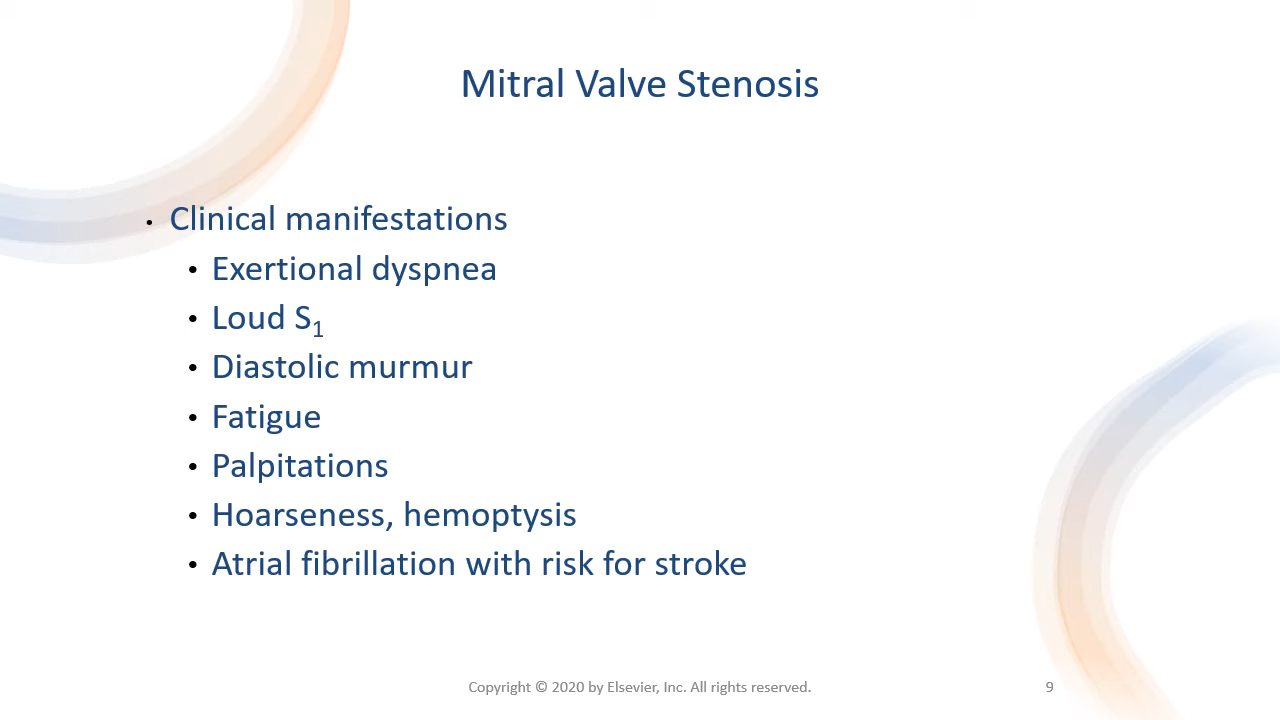 Mitral Valve Stenosis
• Clinical manifestations
• Exertional dyspnea
• Loud S₁
• Diastolic murmur
• Fatigue
• Palpitations
• Hoarseness, hemoptysis
• Atrial fibrillation with risk for stroke
Copyright © 2020 by Elsevier, Inc. All rights reserved. 9